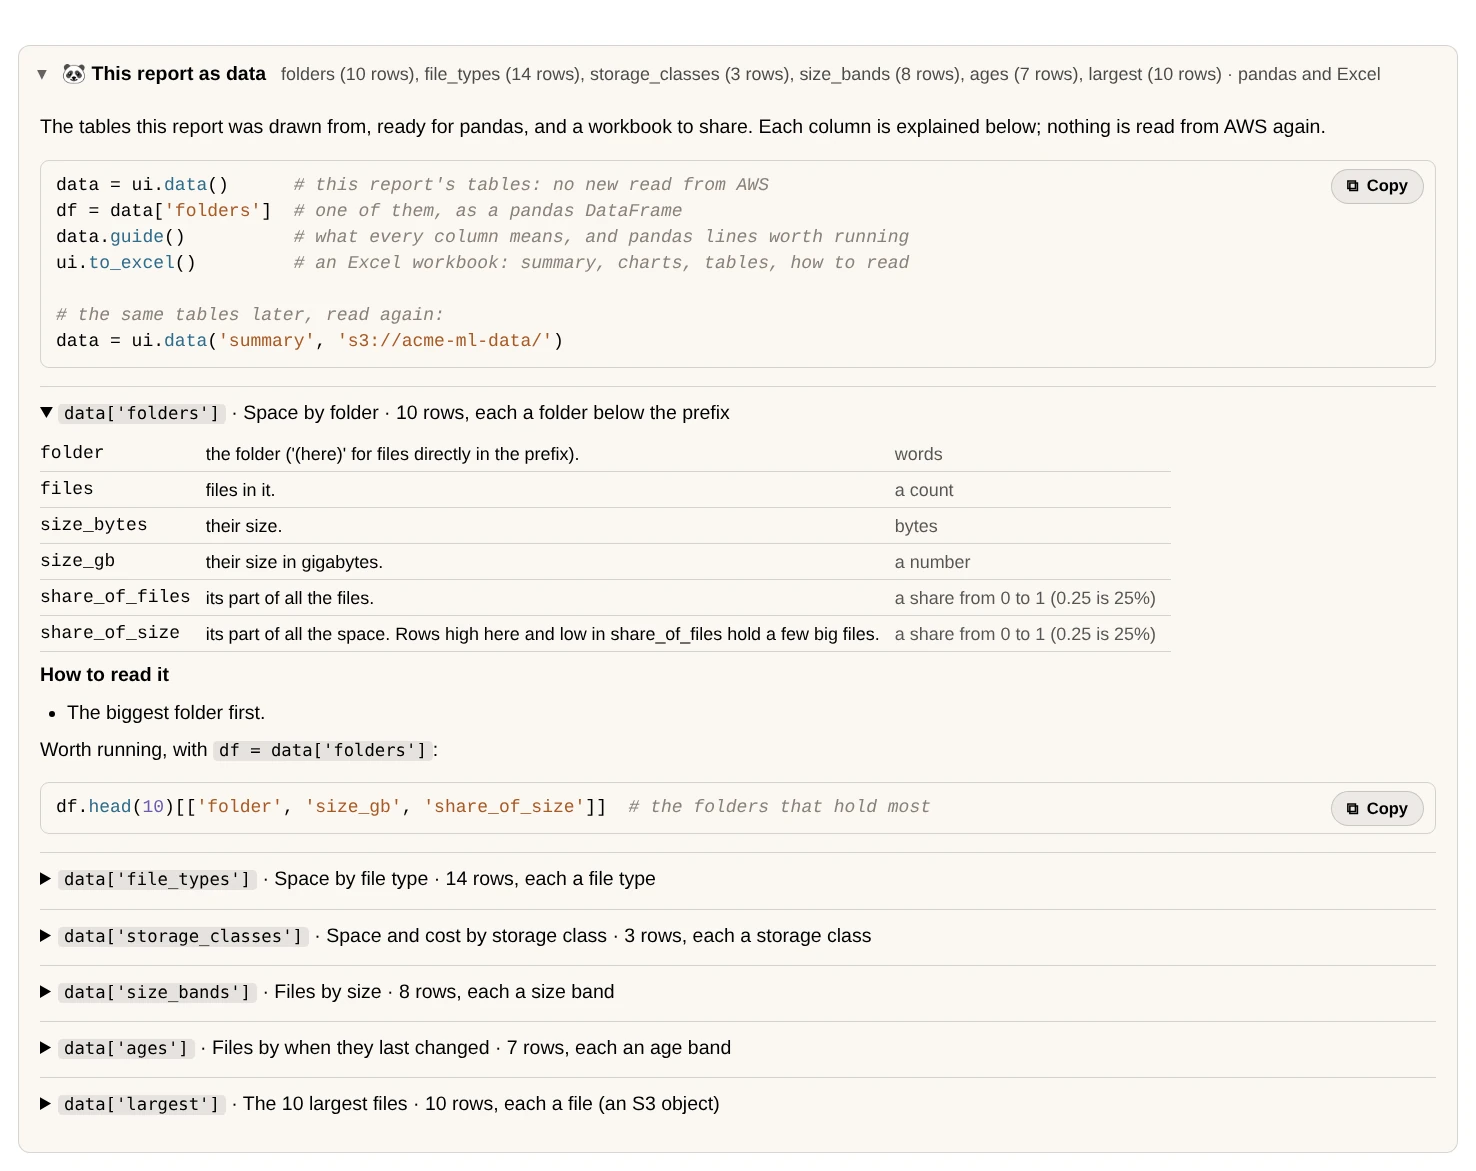 ▼ 🐼 This report as data folders (10 rows), file_types (14 rows), storage_classes (3 rows), size_bands (8 rows), ages (7 rows), largest (10 rows) · pandas and Excel
The tables this report was drawn from, ready for pandas, and a workbook to share. Each column is explained below; nothing is read from AWS again.
data = ui.data()      # this report's tables: no new read from AWS
⧉ Copy
df = data['folders']  # one of them, as a pandas DataFrame
data.guide()          # what every column means, and pandas lines worth running
ui.to_excel()         # an Excel workbook: summary, charts, tables, how to read
# the same tables later, read again:
data = ui.data('summary', 's3://acme-ml-data/')
▼ data['folders'] · Space by folder · 10 rows, each a folder below the prefix
folder the folder ('(here)' for files directly in the prefix). words
files files in it. a count
size_bytes their size. bytes
size_gb their size in gigabytes. a number
share_of_files its part of all the files. a share from 0 to 1 (0.25 is 25%)
share_of_size its part of all the space. Rows high here and low in share_of_files hold a few big files. a share from 0 to 1 (0.25 is 25%)
How to read it
• The biggest folder first.
Worth running, with df = data['folders']:
df.head(10)[['folder', 'size_gb', 'share_of_size']]  # the folders that hold most
⧉ Copy
▶ data['file_types'] · Space by file type · 14 rows, each a file type
▶ data['storage_classes'] · Space and cost by storage class · 3 rows, each a storage class
▶ data['size_bands'] · Files by size · 8 rows, each a size band
▶ data['ages'] · Files by when they last changed · 7 rows, each an age band
▶ data['largest'] · The 10 largest files · 10 rows, each a file (an S3 object)